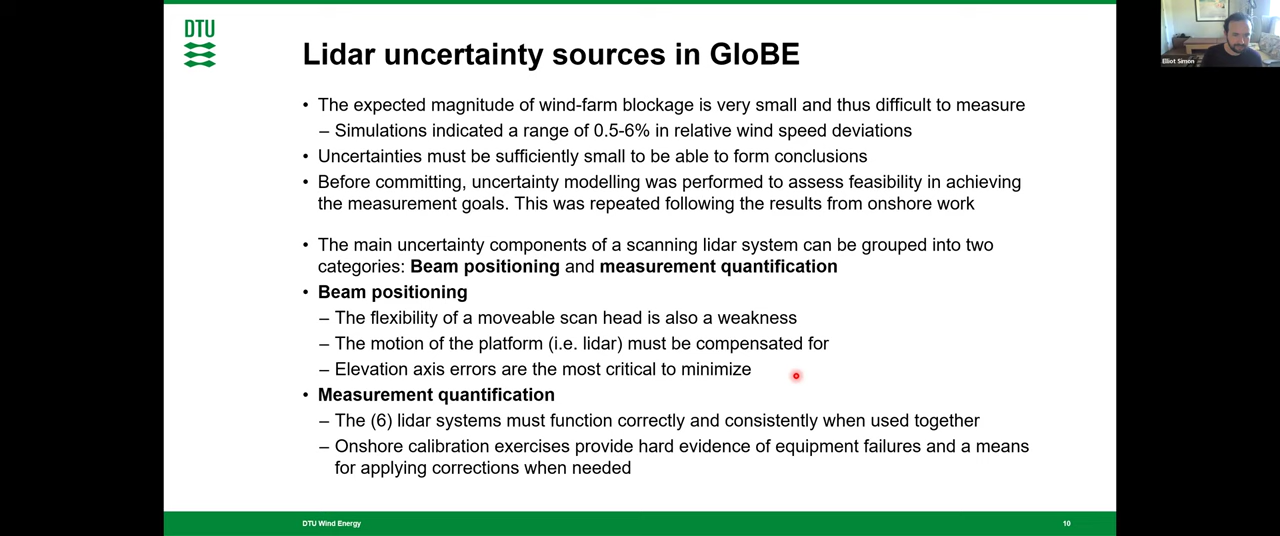 DTU
Lidar uncertainty sources in GloBE
Elliot Simon
• The expected magnitude of wind-farm blockage is very small and thus difficult to measure
– Simulations indicated a range of 0.5-6% in relative wind speed deviations
• Uncertainties must be sufficiently small to be able to form conclusions
• Before committing, uncertainty modelling was performed to assess feasibility in achieving
the measurement goals. This was repeated following the results from onshore work
• The main uncertainty components of a scanning lidar system can be grouped into two
categories: Beam positioning and measurement quantification
• Beam positioning
– The flexibility of a moveable scan head is also a weakness
– The motion of the platform (i.e. lidar) must be compensated for
– Elevation axis errors are the most critical to minimize
• Measurement quantification
– The (6) lidar systems must function correctly and consistently when used together
– Onshore calibration exercises provide hard evidence of equipment failures and a means
for applying corrections when needed
DTU Wind Energy
10